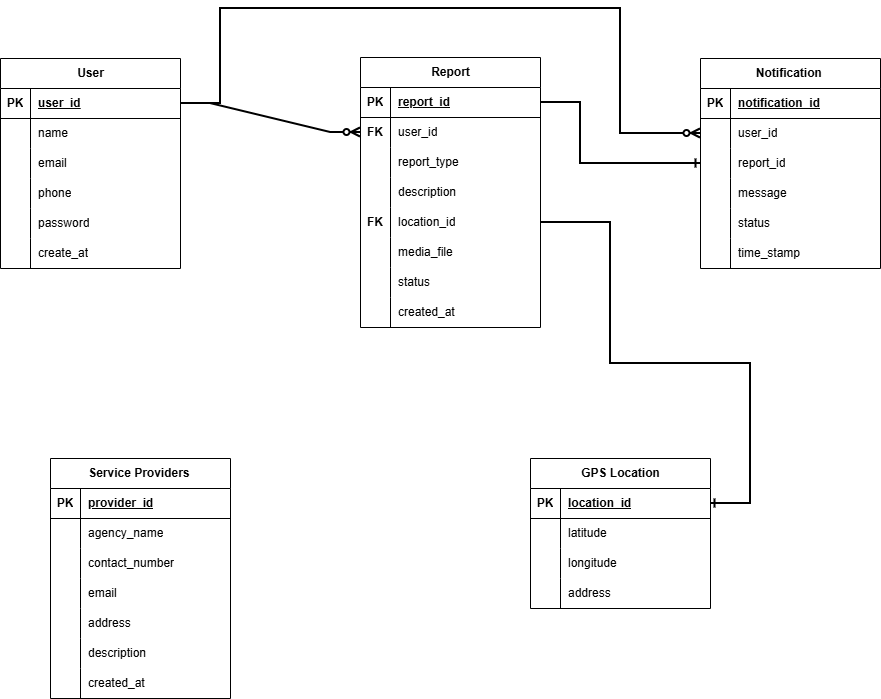 User
PK user_id
name
email
phone
password
create_at
Report
PK report_id
FK user_id
report_type
description
FK location_id
media_file
status
created_at
Notification
PK notification_id
user_id
report_id
message
status
time_stamp
Service Providers
PK provider_id
agency_name
contact_number
email
address
description
created_at
GPS Location
PK location_id
latitude
longitude
address